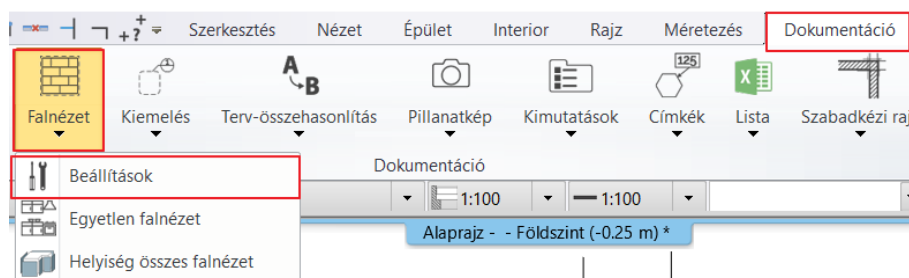 Szerkesztés Nézet Épület Interior Rajz Méretezés Dokumentáció
125
A
B
Falnézet Kiemelés Terv-összehasonlítás Pillanatkép Kimutatások Címkék Lista Szabadkézi raj
Dokumentáció
Beállítások
1:100 1:100
Egyetlen falnézet
Alaprajz - - Földszint (-0.25 m) *
Helyiség összes falnézet